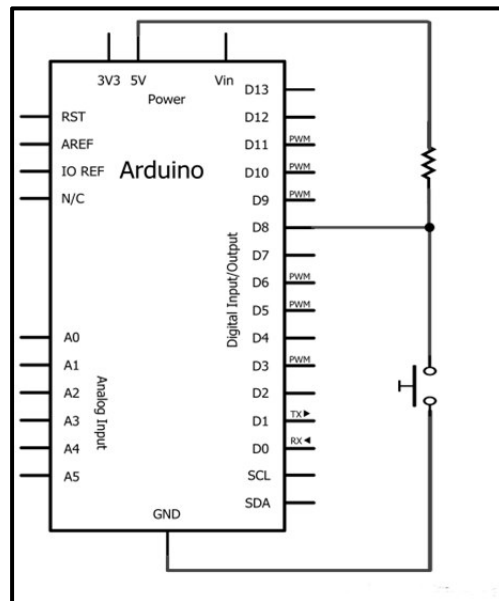 3V3 5V Vin
Power
Arduino
RST
AREF
IO REF
N/C
A0
A1
A2
A3
A4
A5
Analog Input
Digital Input/Output
D13
D12
D11 PWM
D10 PWM
D9 PWM
D8
D7
D6 PWM
D5 PWM
D4
D3 PWM
D2
D1 TX▶
D0 RX◀
SCL
SDA
GND